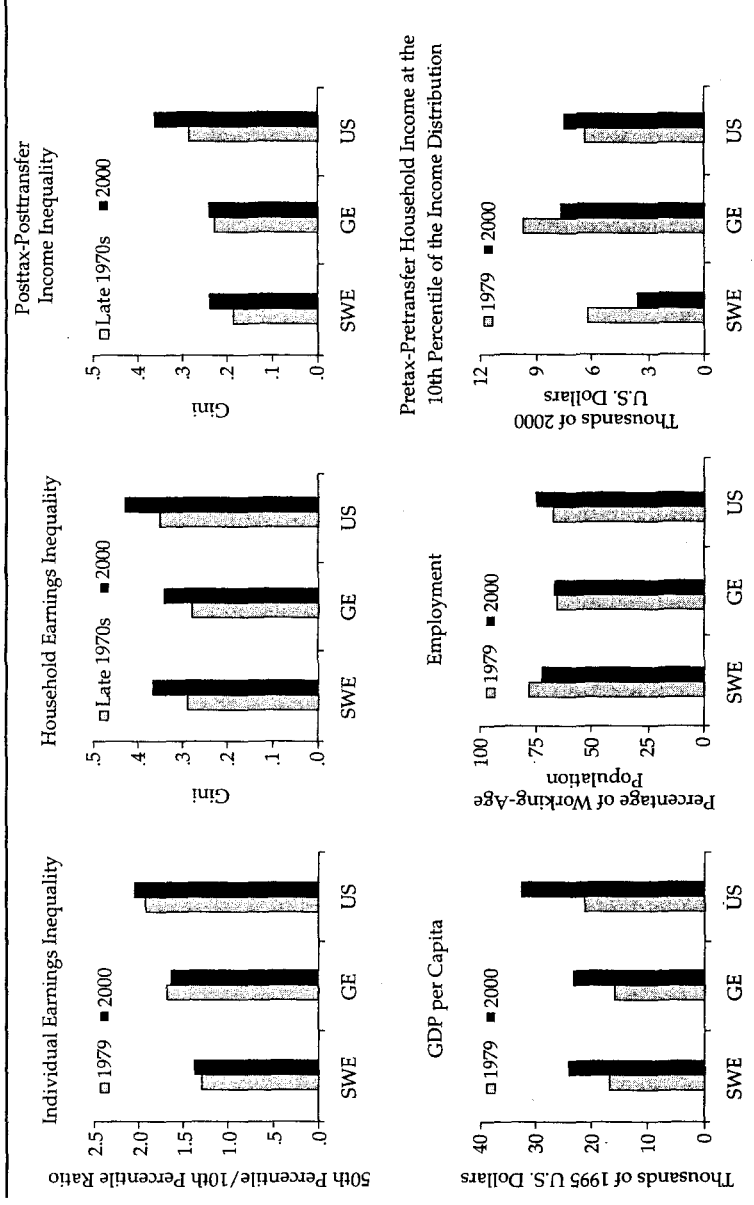 Individual Earnings Inequality
□ 1979 ■ 2000
50th Percentile/10th Percentile Ratio
2.5
2.0
1.5
1.0
.5
.0
SWE
GE
US
Household Earnings Inequality
□ Late 1970s ■ 2000
Gini
.5
.4
.3
.2
.1
.0
SWE
GE
US
Posttax-Posttransfer
Income Inequality
□ Late 1970s ■ 2000
Gini
.5
.4
.3
.2
.1
.0
SWE
GE
US
GDP per Capita
□ 1979 ■ 2000
Thousands of 1995 U.S. Dollars
40
30
20
10
0
SWE
GE
US
Employment
□ 1979 ■ 2000
Percentage of Working-Age
Population
100
75
50
25
0
SWE
GE
US
Pretax-Pretransfer Household Income at the
10th Percentile of the Income Distribution
□ 1979 ■ 2000
Thousands of 2000
U.S. Dollars
12
9
6
3
0
SWE
GE
US